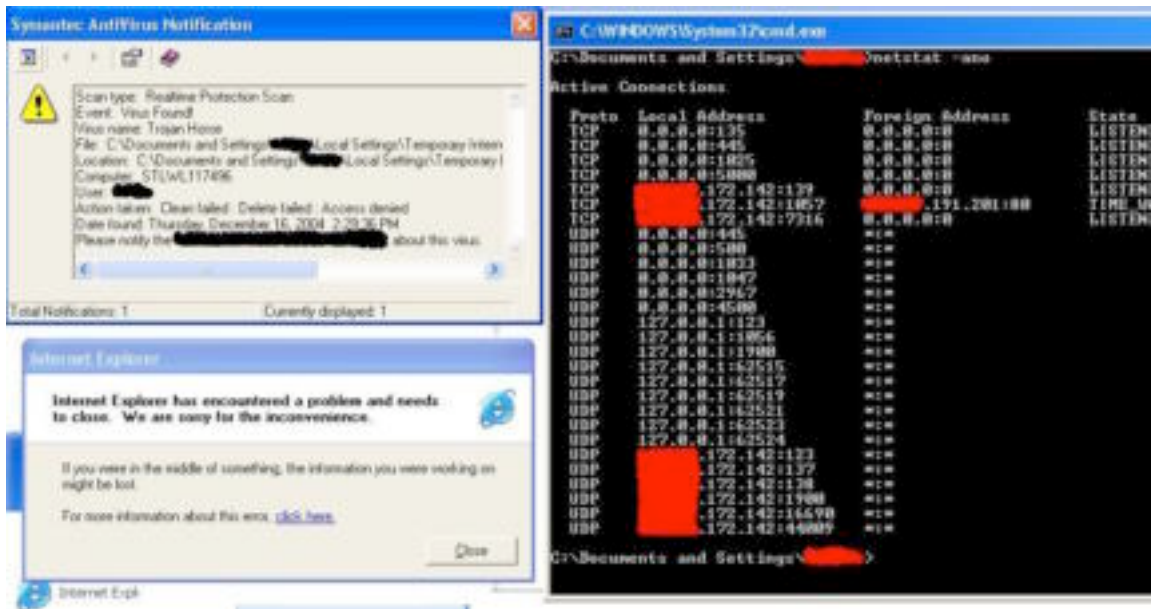 Symantec AntiVirus Notification
Scan type: Realtime Protection Scan
Event: Virus Found!
Virus name: Trojan Horse
File: C:\Documents and Settings\ \Local Settings\Temporary Intern
Location: C:\Documents and Settings\ \Local Settings\Temporary I
Computer: STLWL117496
User:
Action taken: Clean failed : Delete failed : Access denied
Date found: Thursday, December 16, 2004 2:29:36 PM
Please notify the about this virus.
Total Notifications: 1 Currently displayed: 1
Internet Explorer
Internet Explorer has encountered a problem and needs
to close. We are sorry for the inconvenience.
If you were in the middle of something, the information you were working on
might be lost.
For more information about this error, click here.
Close
Internet Expl
C:\WINDOWS\System32\cmd.exe
C:\Documents and Settings\ >netstat -ano
Active Connections
Proto Local Address Foreign Address State
TCP 0.0.0.0:135 0.0.0.0:0 LISTEN
TCP 0.0.0.0:445 0.0.0.0:0 LISTEN
TCP 0.0.0.0:1025 0.0.0.0:0 LISTEN
TCP 0.0.0.0:5000 0.0.0.0:0 LISTEN
TCP .172.142:139 0.0.0.0:0 LISTEN
TCP .172.142:1057 .191.201:80 TIME_W
TCP .172.142:7316 0.0.0.0:0 LISTEN
UDP 0.0.0.0:445 *:*
UDP 0.0.0.0:500 *:*
UDP 0.0.0.0:1033 *:*
UDP 0.0.0.0:1047 *:*
UDP 0.0.0.0:2967 *:*
UDP 0.0.0.0:4500 *:*
UDP 127.0.0.1:123 *:*
UDP 127.0.0.1:1056 *:*
UDP 127.0.0.1:1900 *:*
UDP 127.0.0.1:62515 *:*
UDP 127.0.0.1:62517 *:*
UDP 127.0.0.1:62519 *:*
UDP 127.0.0.1:62521 *:*
UDP 127.0.0.1:62523 *:*
UDP 127.0.0.1:62524 *:*
UDP .172.142:123 *:*
UDP .172.142:137 *:*
UDP .172.142:138 *:*
UDP .172.142:1900 *:*
UDP .172.142:16690 *:*
UDP .172.142:44009 *:*
C:\Documents and Settings\ >